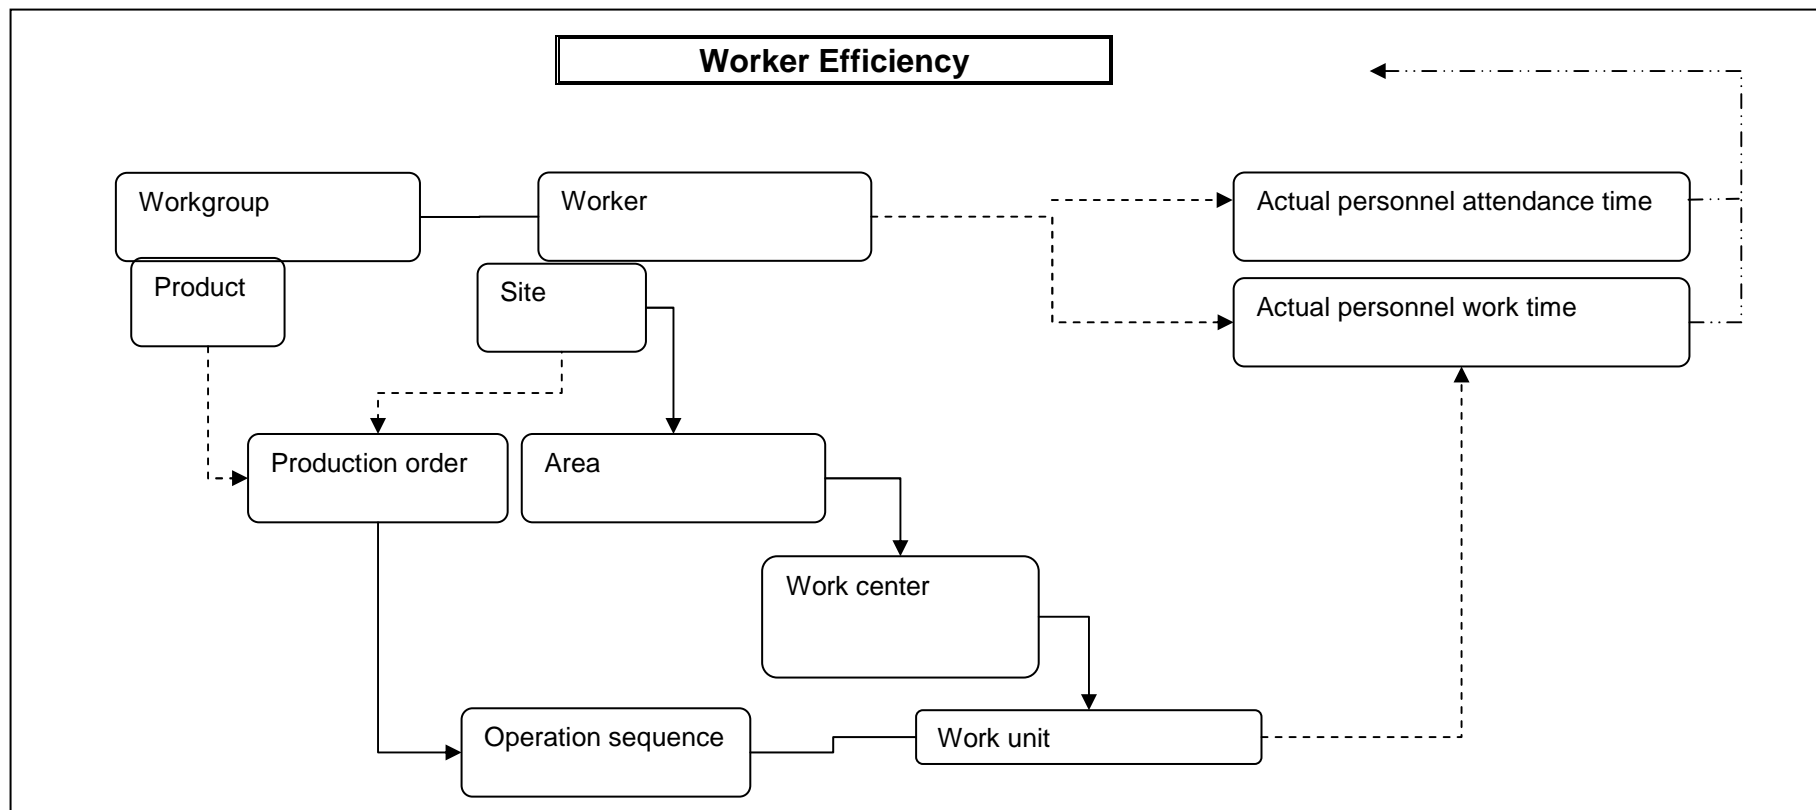 Worker Efficiency
Workgroup
Worker
Actual personnel attendance time
Product
Site
Actual personnel work time
Production order
Area
Work center
Operation sequence
Work unit